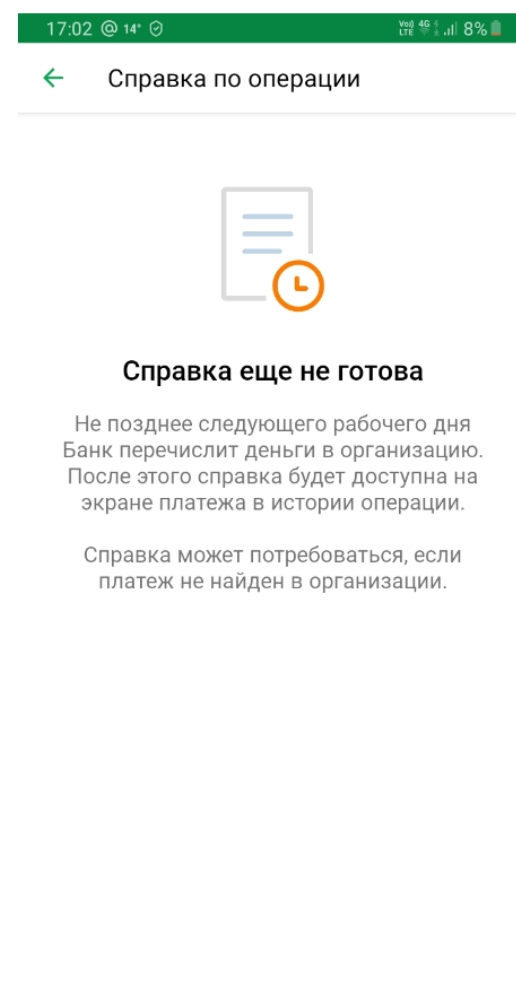 17:02 @ 14° Vo)) LTE 4G 8%
Справка по операции
Справка еще не готова
Не позднее следующего рабочего дня
Банк перечислит деньги в организацию.
После этого справка будет доступна на
экране платежа в истории операции.
Справка может потребоваться, если
платеж не найден в организации.